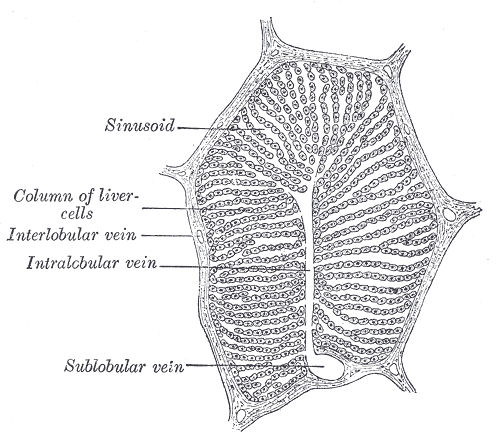 Sinusoid
Column of liver-
cells
Interlobular vein
Intralobular vein
Sublobular vein